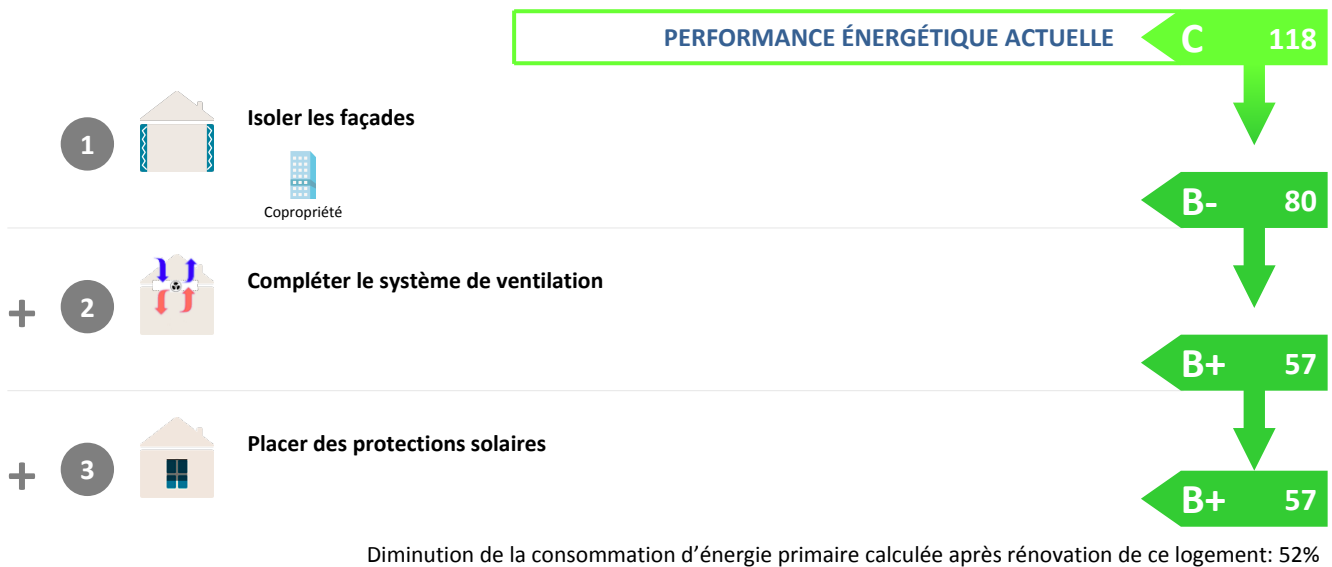 PERFORMANCE ÉNERGÉTIQUE ACTUELLE C 118
1 Isoler les façades
Copropriété
B- 80
+ 2 Compléter le système de ventilation
B+ 57
+ 3 Placer des protections solaires
B+ 57
Diminution de la consommation d’énergie primaire calculée après rénovation de ce logement: 52%